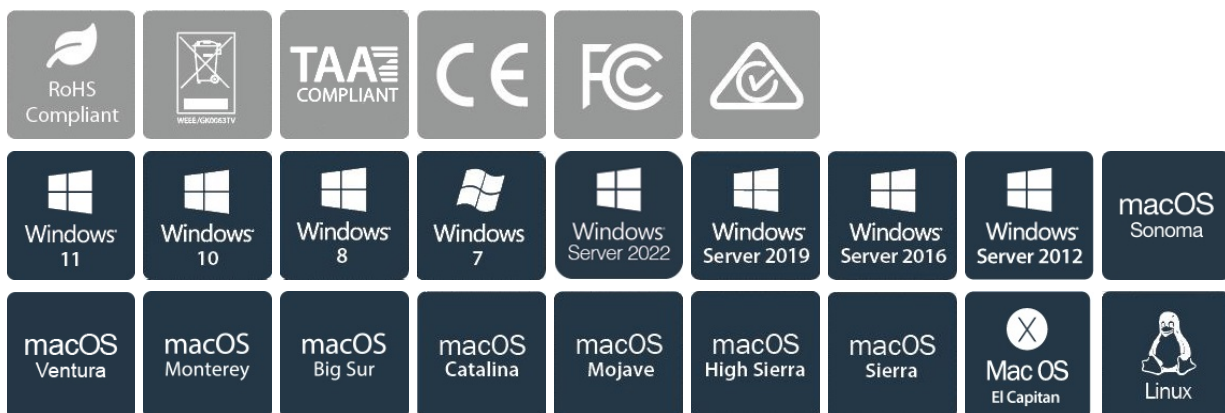 RoHS
Compliant
WEEE/GK0063TV
TAA
COMPLIANT
CE
FC
Windows
11
Windows
10
Windows
8
Windows
7
Windows
Server 2022
Windows
Server 2019
Windows
Server 2016
Windows
Server 2012
macOS
Sonoma
macOS
Ventura
macOS
Monterey
macOS
Big Sur
macOS
Catalina
macOS
Mojave
macOS
High Sierra
macOS
Sierra
X
Mac OS
El Capitan
Linux